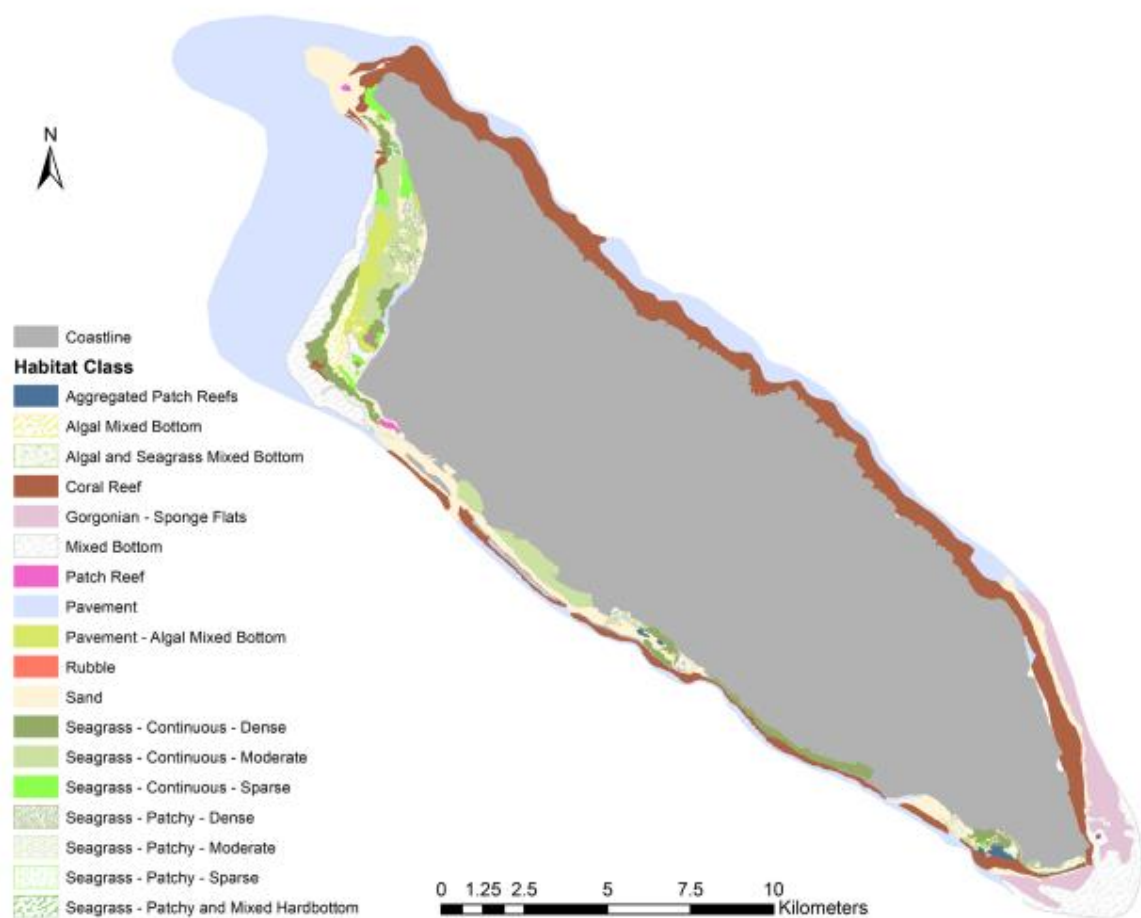 N
Coastline
Habitat Class
Aggregated Patch Reefs
Algal Mixed Bottom
Algal and Seagrass Mixed Bottom
Coral Reef
Gorgonian - Sponge Flats
Mixed Bottom
Patch Reef
Pavement
Pavement - Algal Mixed Bottom
Rubble
Sand
Seagrass - Continuous - Dense
Seagrass - Continuous - Moderate
Seagrass - Continuous - Sparse
Seagrass - Patchy - Dense
Seagrass - Patchy - Moderate
Seagrass - Patchy - Sparse
Seagrass - Patchy and Mixed Hardbottom
0 1.25 2.5 5 7.5 10
Kilometers